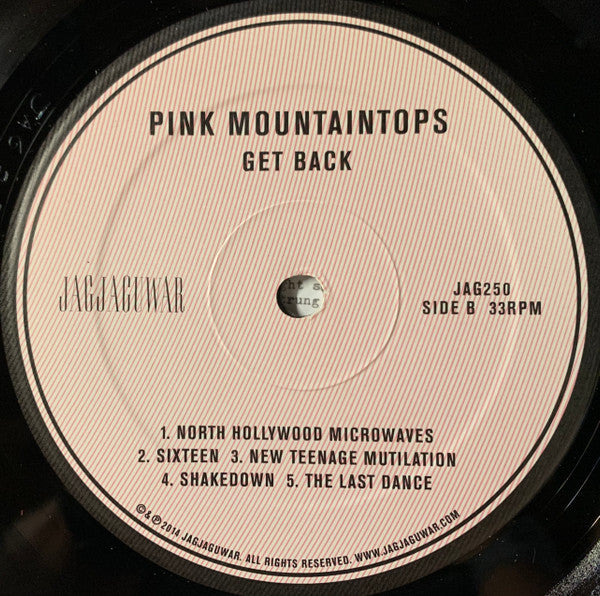 PINK MOUNTAINTOPS
GET BACK
JAGJAGUWAR
JAG250
SIDE B 33RPM
1. NORTH HOLLYWOOD MICROWAVES
2. SIXTEEN 3. NEW TEENAGE MUTILATION
4. SHAKEDOWN 5. THE LAST DANCE
©&℗2014 JAGJAGUWAR. ALL RIGHTS RESERVED. WWW.JAGJAGUWAR.COM